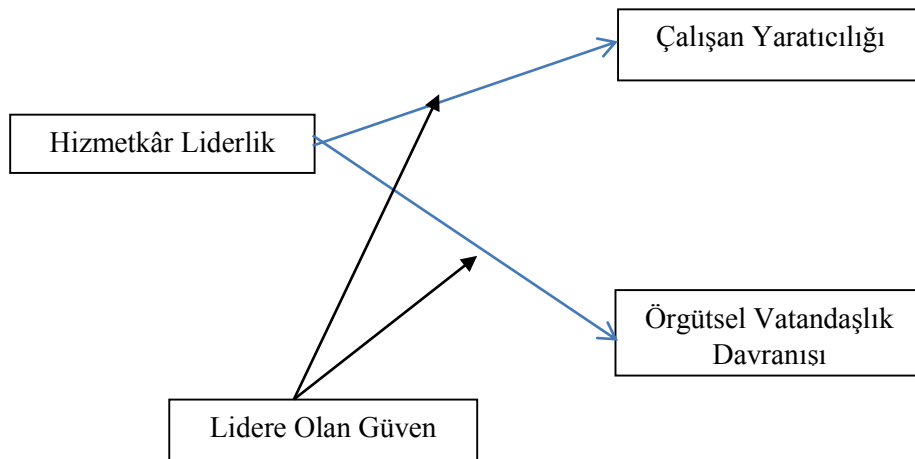 Çalışan Yaratıcılığı
Hizmetkâr Liderlik
Örgütsel Vatandaşlık
Davranışı
Lidere Olan Güven